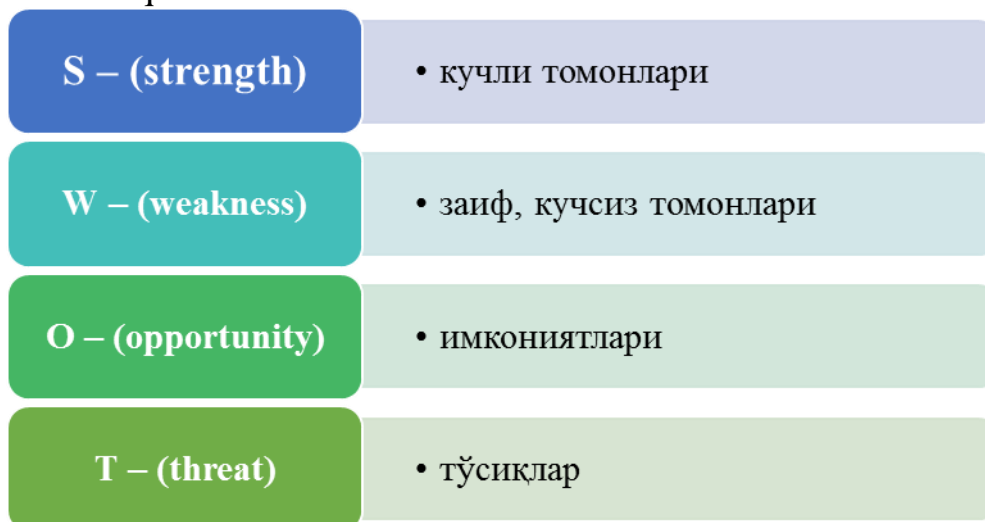 S – (strength)
• кучли томонлари
W – (weakness)
• заиф, кучсиз томонлари
O – (opportunity)
• имкониятлари
T – (threat)
• тўсиқлар